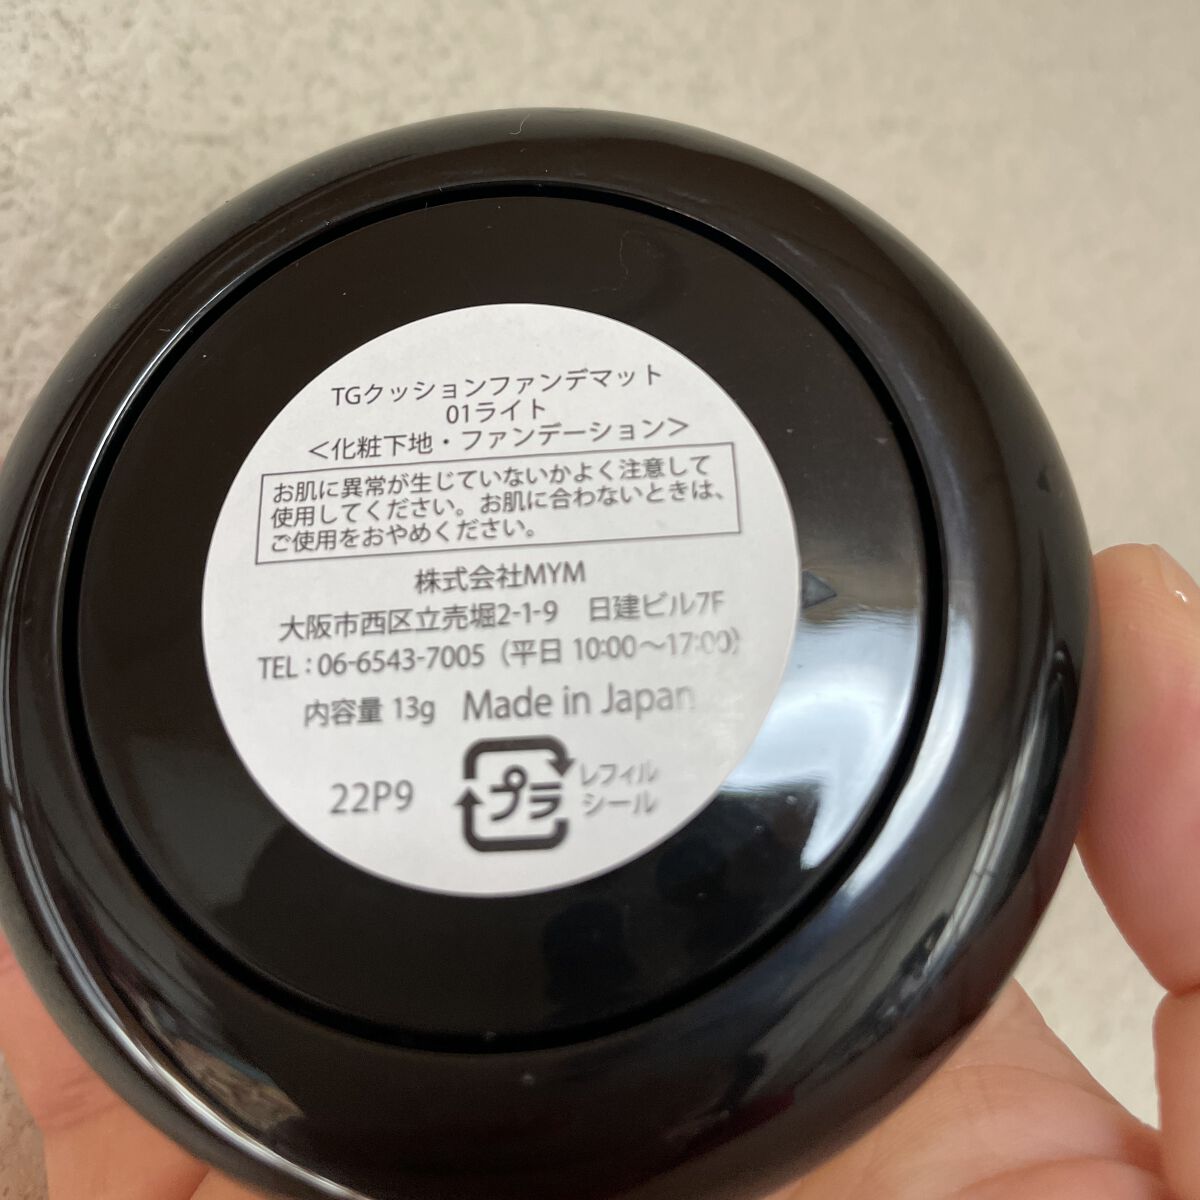 TGクッションファンデマット
01ライト
＜化粧下地・ファンデーション＞
お肌に異常が生じていないかよく注意して
使用してください。お肌に合わないときは、
ご使用をおやめください。
株式会社MYM
大阪市西区立売堀2-1-9　日建ビル7F
TEL：06-6543-7005（平日 10:00～17:00）
内容量 13g　Made in Japan
22P9
プラ
レフィル
シール